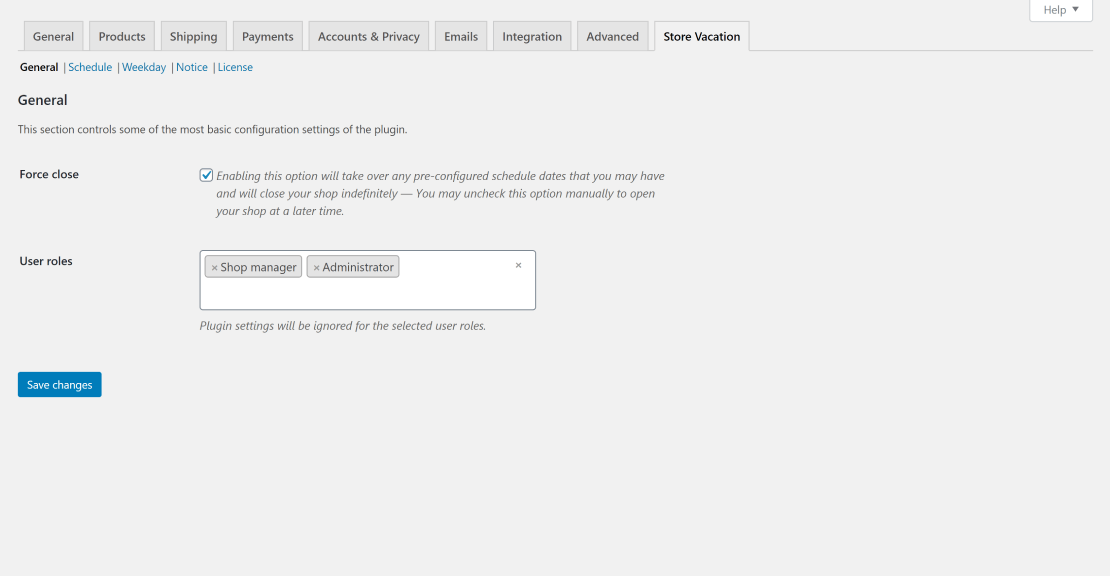 Help ▼
General Products Shipping Payments Accounts & Privacy Emails Integration Advanced Store Vacation
General | Schedule | Weekday | Notice | License
General
This section controls some of the most basic configuration settings of the plugin.
Force close
Enabling this option will take over any pre-configured schedule dates that you may have
and will close your shop indefinitely — You may uncheck this option manually to open
your shop at a later time.
User roles
× Shop manager × Administrator ×
Plugin settings will be ignored for the selected user roles.
Save changes